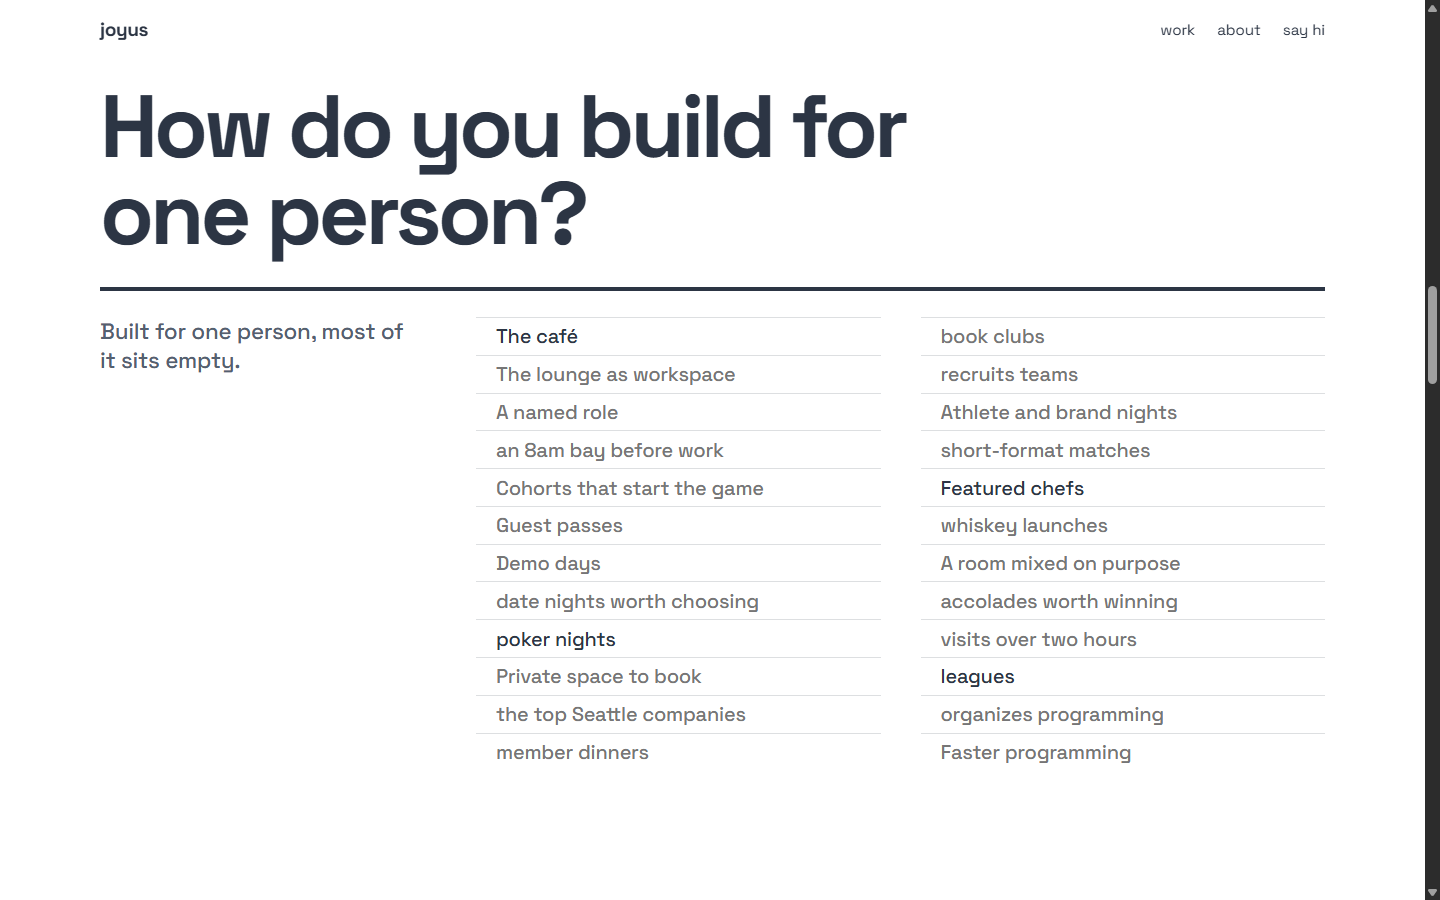 joyus
work about say hi
How do you build for
one person?
Built for one person, most of
it sits empty.
The café
The lounge as workspace
A named role
an 8am bay before work
Cohorts that start the game
Guest passes
Demo days
date nights worth choosing
poker nights
Private space to book
the top Seattle companies
member dinners
book clubs
recruits teams
Athlete and brand nights
short-format matches
Featured chefs
whiskey launches
A room mixed on purpose
accolades worth winning
visits over two hours
leagues
organizes programming
Faster programming